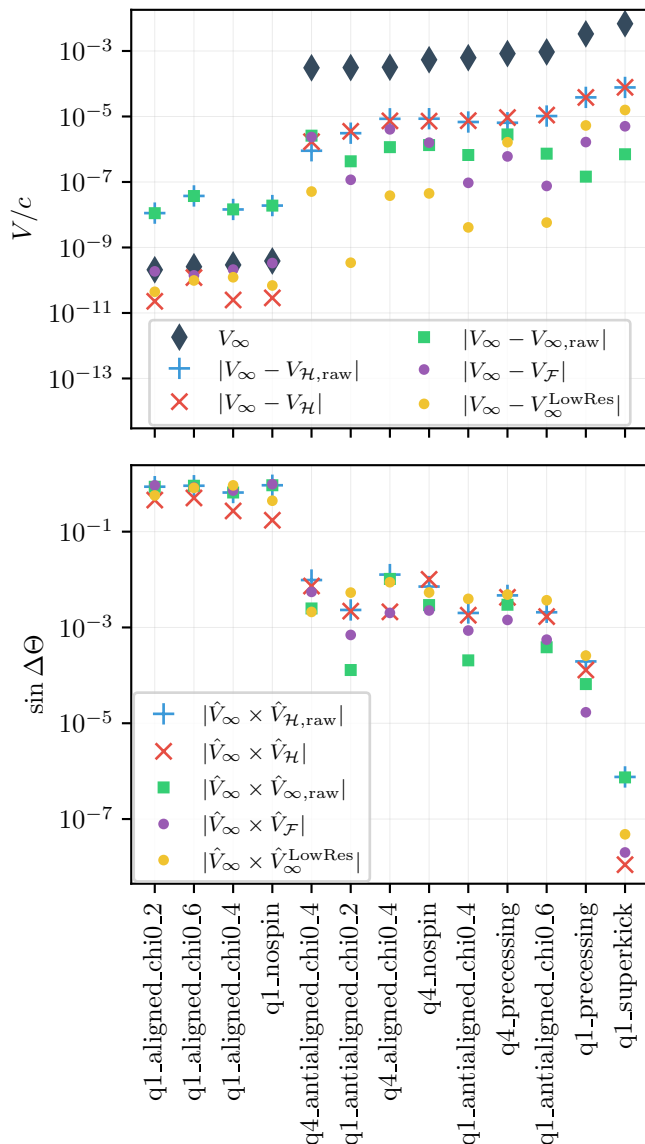 V/c
10⁻³
10⁻⁵
10⁻⁷
10⁻⁹
10⁻¹¹
10⁻¹³
V_∞
|V_∞ − V_{ℋ,raw}|
|V_∞ − V_ℋ|
|V_∞ − V_{∞,raw}|
|V_∞ − V_ℱ|
|V_∞ − V_∞^{LowRes}|
sin ΔΘ
10⁻¹
10⁻³
10⁻⁵
10⁻⁷
|V̂_∞ × V̂_{ℋ,raw}|
|V̂_∞ × V̂_ℋ|
|V̂_∞ × V̂_{∞,raw}|
|V̂_∞ × V̂_ℱ|
|V̂_∞ × V̂_∞^{LowRes}|
q1_aligned_chi0_2
q1_aligned_chi0_6
q1_aligned_chi0_4
q1_nospin
q4_antialigned_chi0_4
q1_antialigned_chi0_2
q4_aligned_chi0_4
q4_nospin
q1_antialigned_chi0_4
q4_precessing
q1_antialigned_chi0_6
q1_precessing
q1_superkick